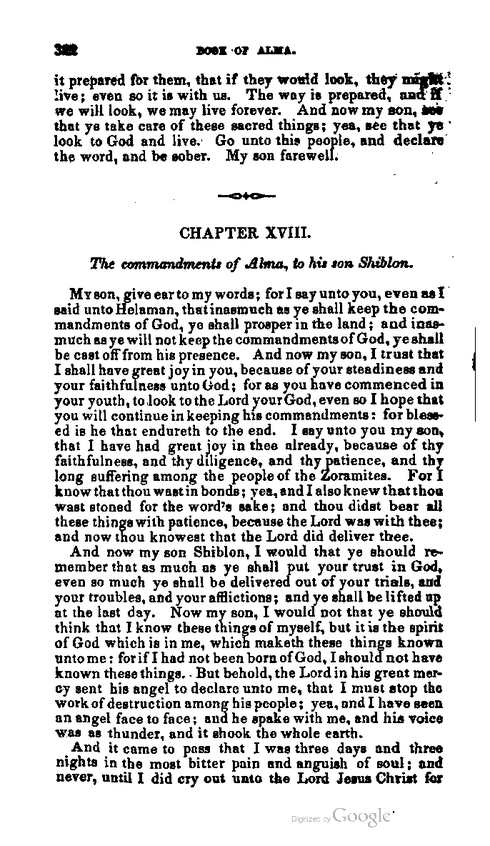 322 BOOK OF ALMA.
it prepared for them, that if they would look, they might
live; even so it is with us. The way is prepared, and if
we will look, we may live forever. And now my son, see
that ye take care of these sacred things; yea, see that ye
look to God and live. Go unto this people, and declare
the word, and be sober. My son farewell.
CHAPTER XVIII.
The commandments of Alma, to his son Shiblon.
My son, give ear to my words; for I say unto you, even as I
said unto Helaman, that inasmuch as ye shall keep the com-
mandments of God, ye shall prosper in the land; and inas-
much as ye will not keep the commandments of God, ye shall
be cast off from his presence. And now my son, I trust that
I shall have great joy in you, because of your steadiness and
your faithfulness unto God; for as you have commenced in
your youth, to look to the Lord your God, even so I hope that
you will continue in keeping his commandments: for bless-
ed is he that endureth to the end. I say unto you my son,
that I have had great joy in thee already, because of thy
faithfulness, and thy diligence, and thy patience, and thy
long suffering among the people of the Zoramites. For I
know that thou wast in bonds; yea, and I also knew that thou
wast stoned for the word's sake; and thou didst bear all
these things with patience, because the Lord was with thee;
and now thou knowest that the Lord did deliver thee.
And now my son Shiblon, I would that ye should re-
member that as much as ye shall put your trust in God,
even so much ye shall be delivered out of your trials, and
your troubles, and your afflictions; and ye shall be lifted up
at the last day. Now my son, I would not that ye should
think that I know these things of myself, but it is the spirit
of God which is in me, which maketh these things known
unto me: for if I had not been born of God, I should not have
known these things. But behold, the Lord in his great mer-
cy sent his angel to declare unto me, that I must stop the
work of destruction among his people; yea, and I have seen
an angel face to face; and he spake with me, and his voice
was as thunder, and it shook the whole earth.
And it came to pass that I was three days and three
nights in the most bitter pain and anguish of soul; and
never, until I did cry out unto the Lord Jesus Christ for
Digitized by Google